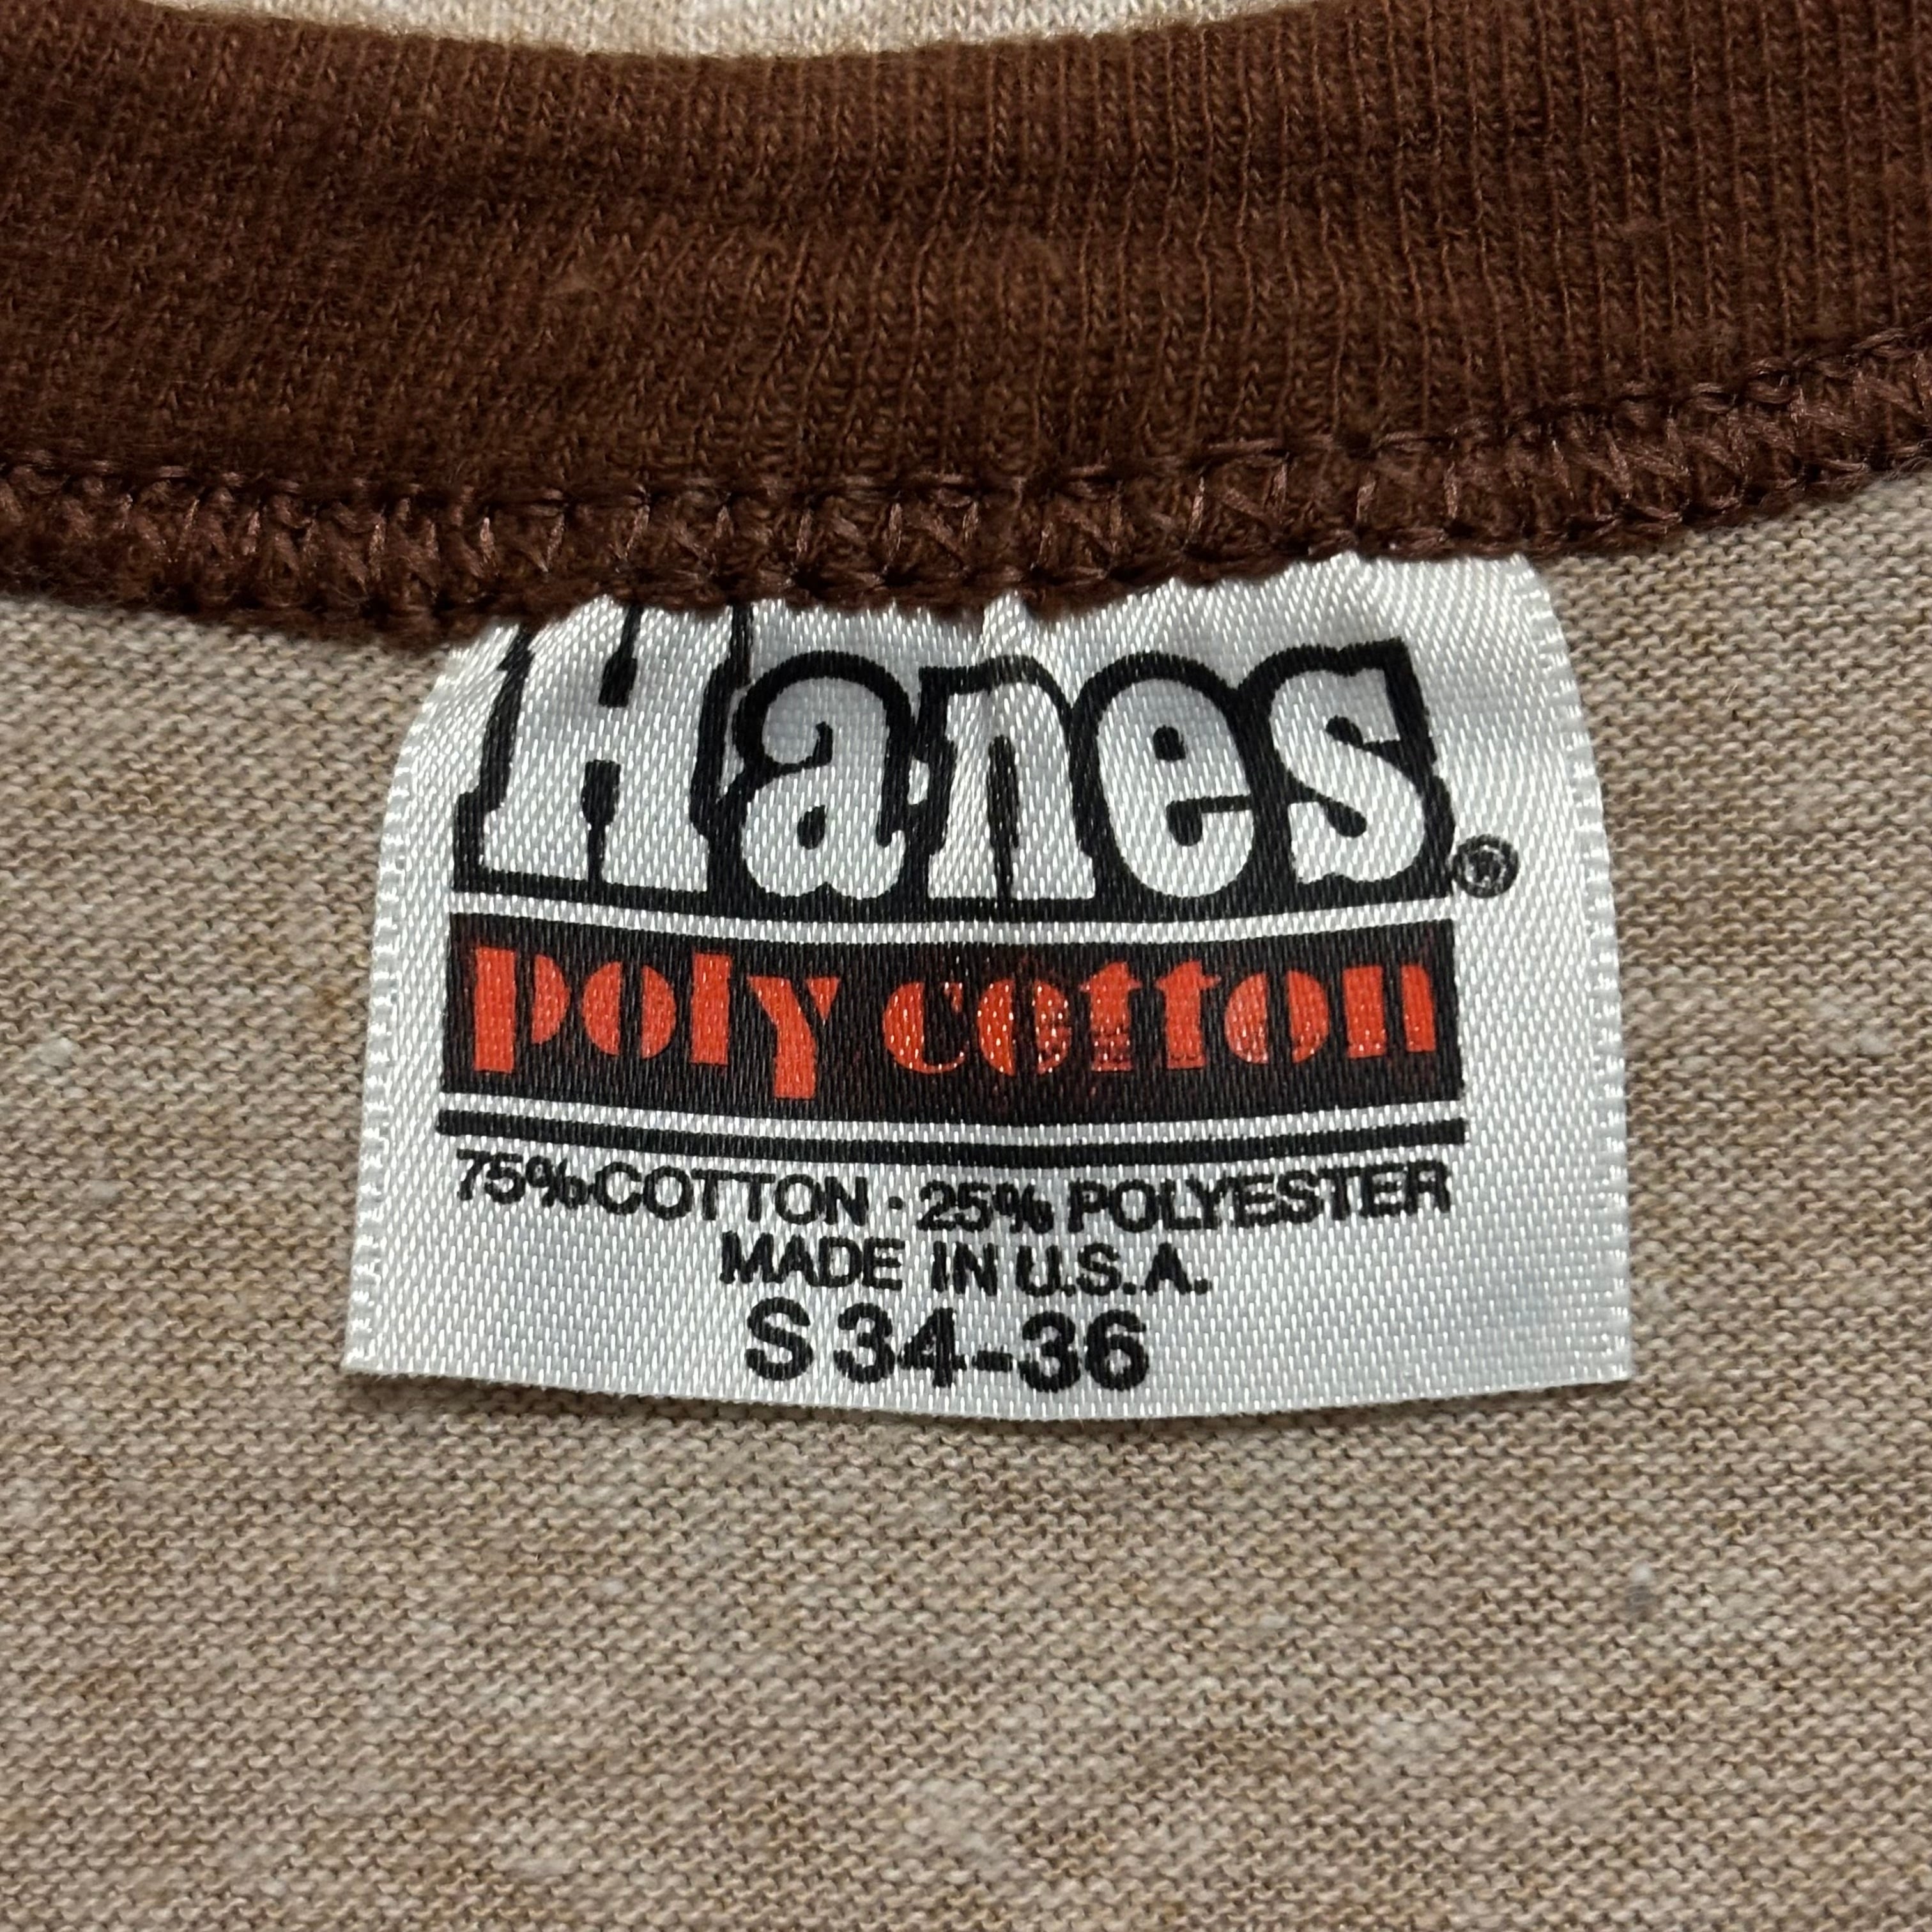 Hanes®
poly cotton
75% COTTON · 25% POLYESTER
MADE IN U.S.A.
S 34-36